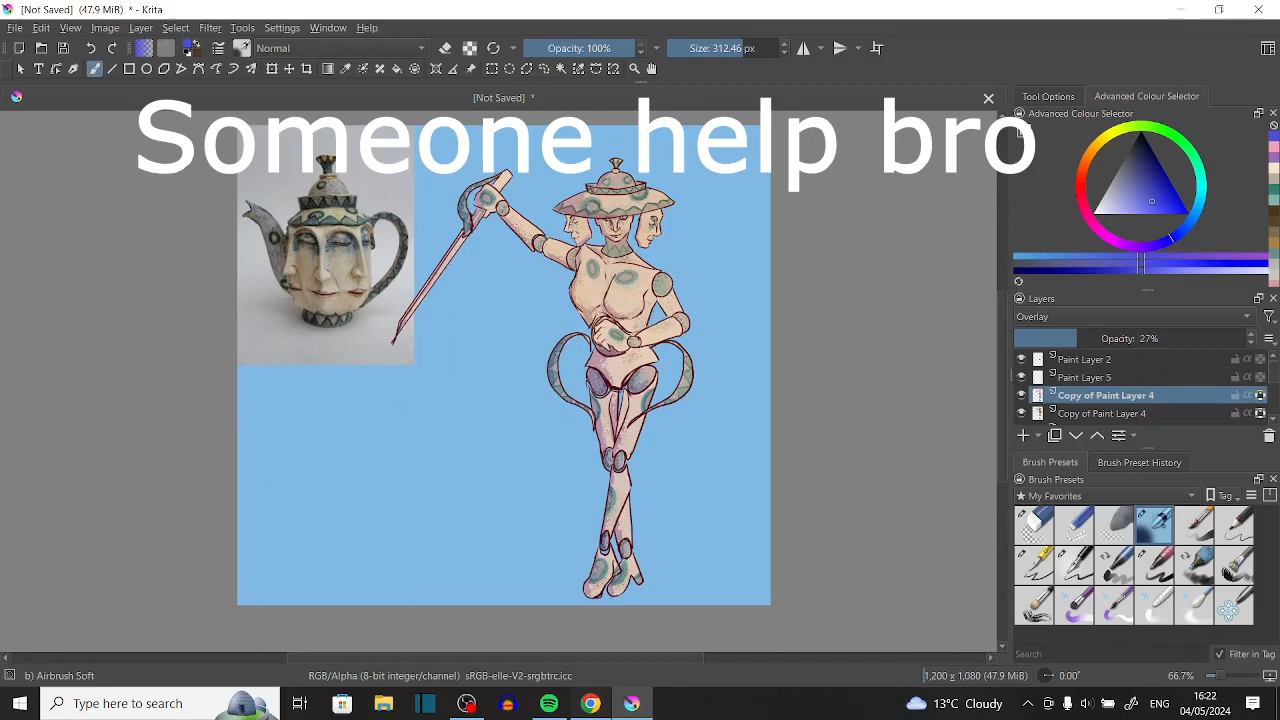 [Not Saved] (47.9 MiB) * - Krita
File Edit View Image Layer Select Filter Tools Settings Window Help
Normal
Opacity: 100%
Size: 312.46 px
[Not Saved] *
Someone help bro
Tool Options Advanced Colour Selector
Advanced Colour Selector
Layers
Overlay
Opacity: 27%
Paint Layer 2
Paint Layer 5
Copy of Paint Layer 4
Copy of Paint Layer 4
Brush Presets Brush Preset History
Brush Presets
My Favorites
Tag
Search
Filter in Tag
b) Airbrush Soft
RGB/Alpha (8-bit integer/channel) sRGB-elle-V2-srgbtrc.icc
1,200 x 1,080 (47.9 MiB)
0.00°
66.7%
Type here to search
13°C Cloudy
16:22
04/05/2024